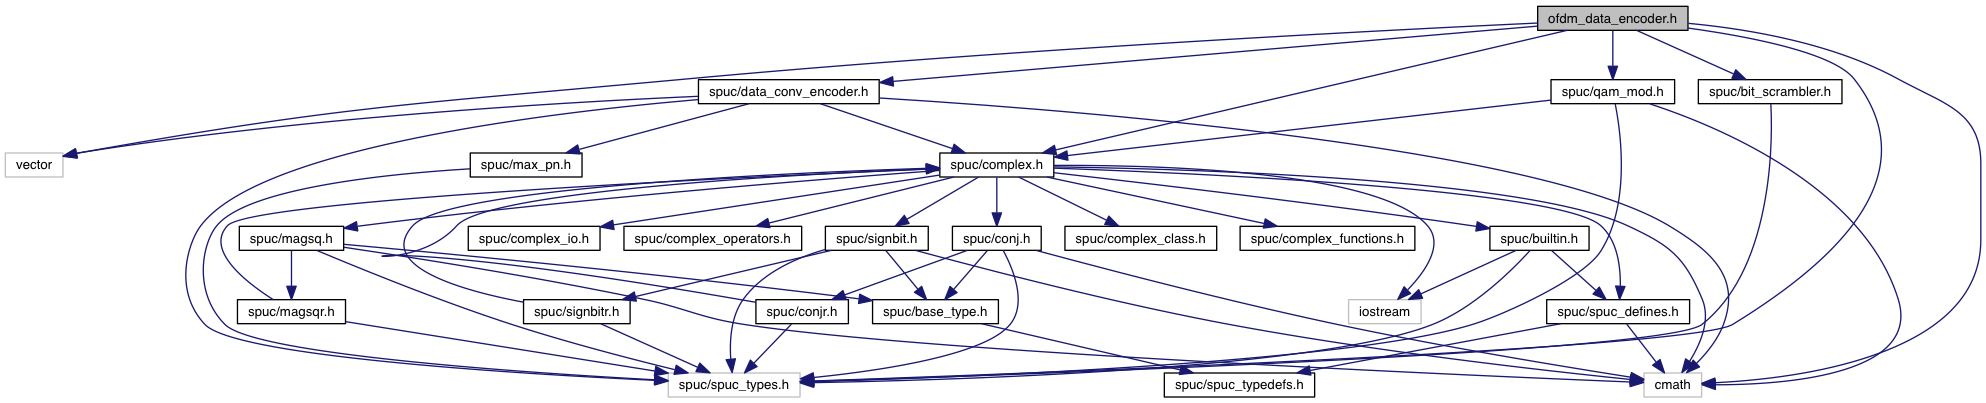 ofdm_data_encoder.h
spuc/data_conv_encoder.h
spuc/qam_mod.h
spuc/bit_scrambler.h
vector
spuc/max_pn.h
spuc/complex.h
spuc/magsq.h
spuc/complex_io.h
spuc/complex_operators.h
spuc/signbit.h
spuc/conj.h
spuc/complex_class.h
spuc/complex_functions.h
spuc/builtin.h
spuc/magsqr.h
spuc/signbitr.h
spuc/conjr.h
spuc/base_type.h
iostream
spuc/spuc_defines.h
spuc/spuc_types.h
spuc/spuc_typedefs.h
cmath